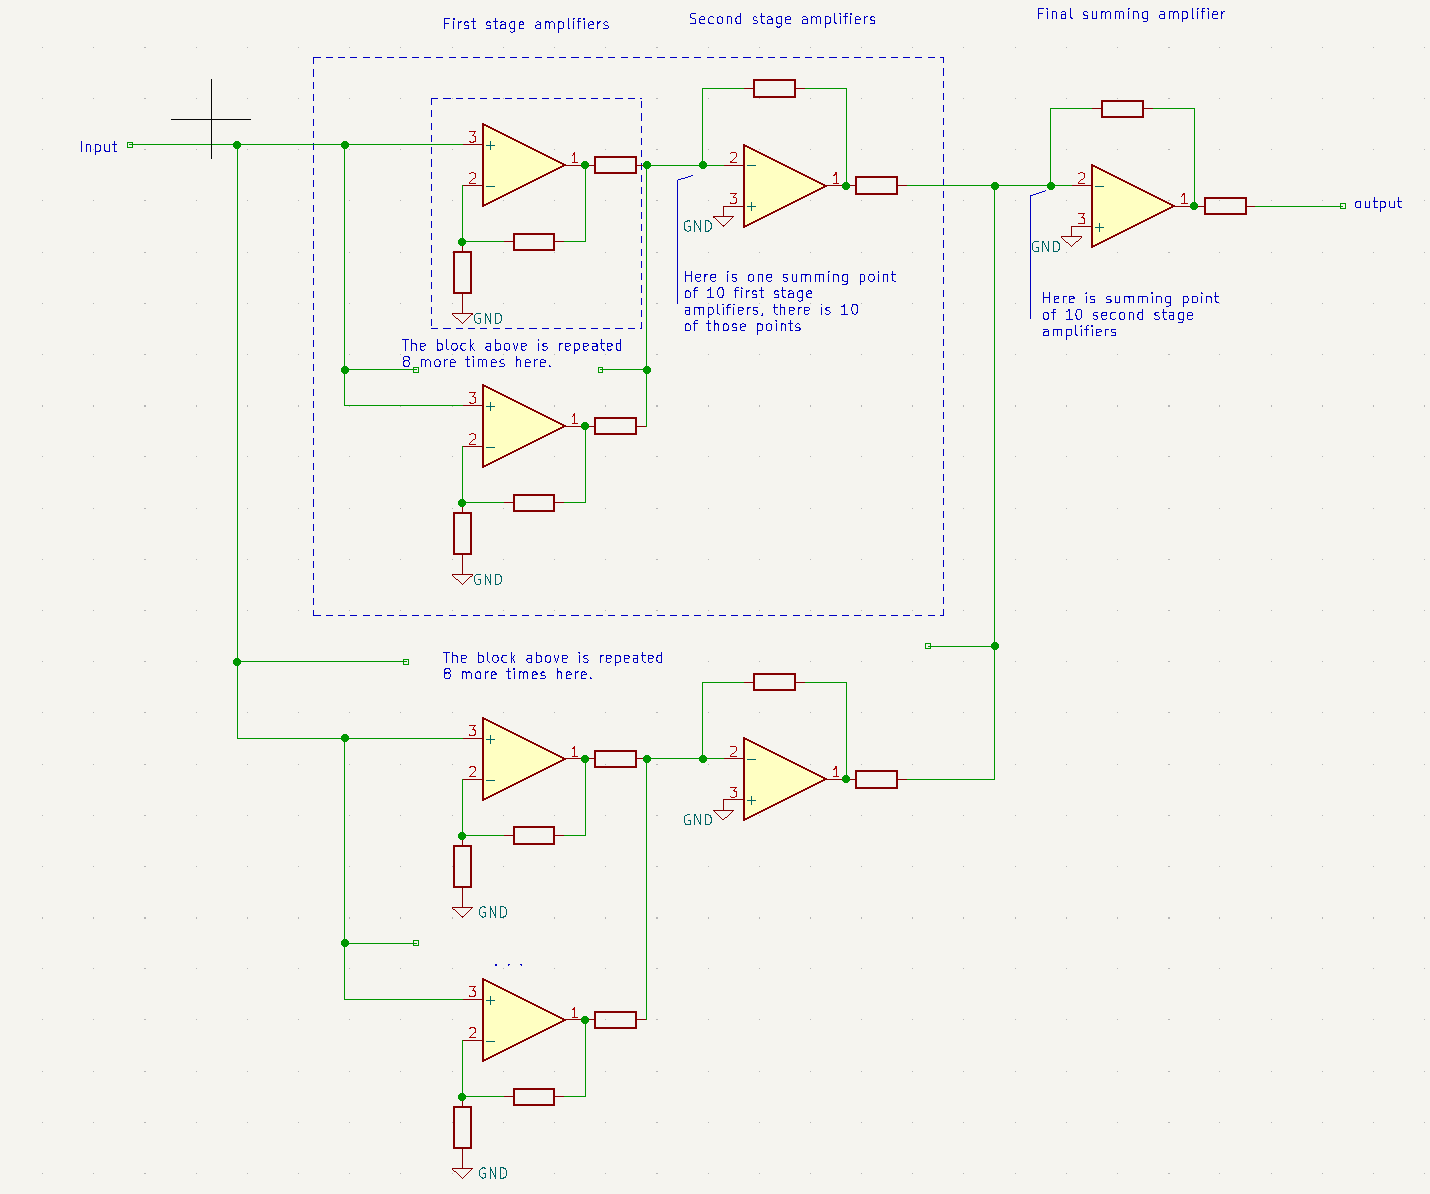 First stage amplifiers
Second stage amplifiers
Final summing amplifier
Input
3
+
2
−
1
GND
2
−
3
+
1
GND
2
−
3
+
1
GND
output
Here is one summing point
of 10 first stage
amplifiers, there is 10
of those points
Here is summing point
of 10 second stage
amplifiers
The block above is repeated
8 more times here.
3
+
2
−
1
GND
The block above is repeated
8 more times here.
3
+
2
−
1
GND
2
−
3
+
1
GND
. . .
3
+
2
−
1
GND